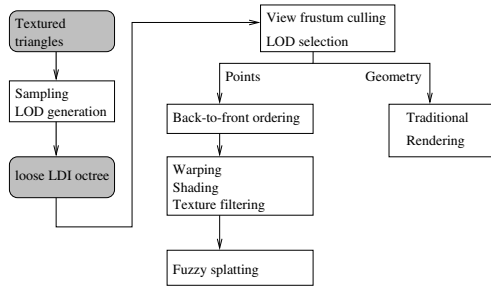 Textured
triangles
Sampling
LOD generation
loose LDI octree
View frustum culling
LOD selection
Points
Geometry
Back-to-front ordering
Traditional
Rendering
Warping
Shading
Texture filtering
Fuzzy splatting